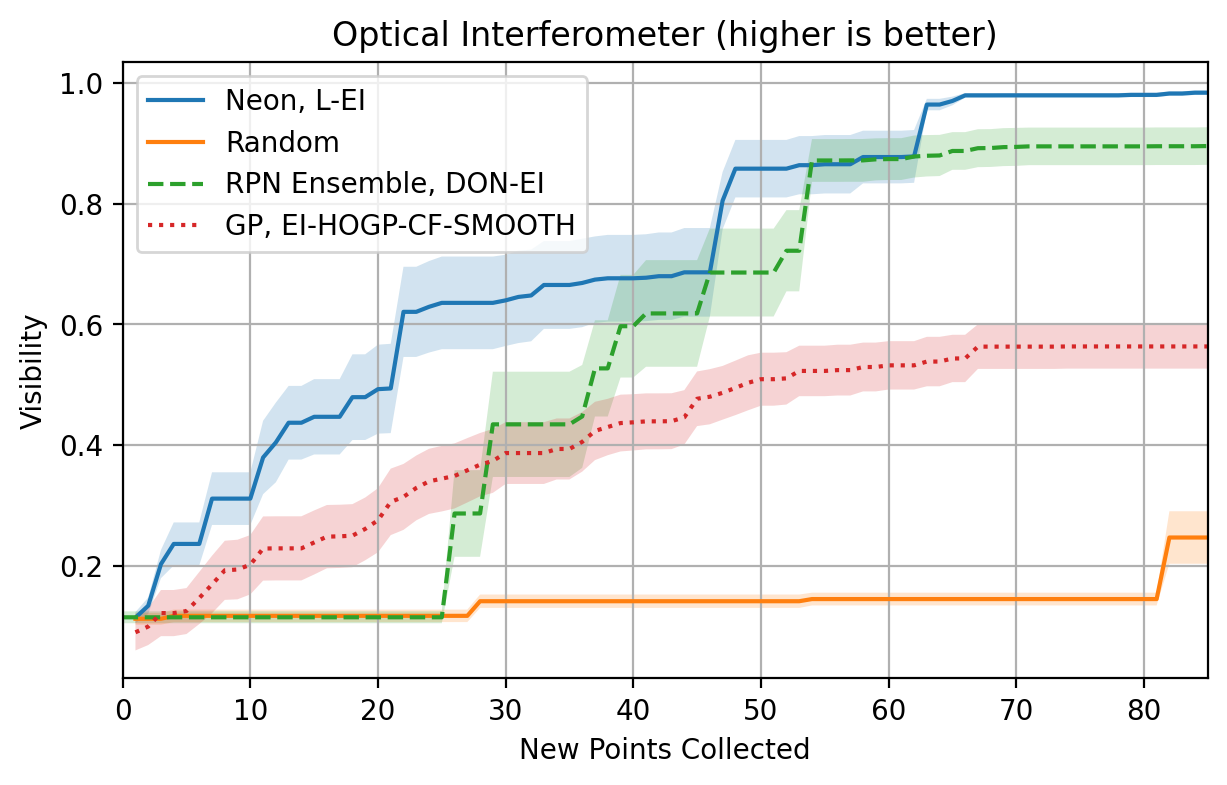 Optical Interferometer (higher is better)
1.0
0.8
0.6
0.4
0.2
Visibility
Neon, L-EI
Random
RPN Ensemble, DON-EI
GP, EI-HOGP-CF-SMOOTH
0 10 20 30 40 50 60 70 80
New Points Collected